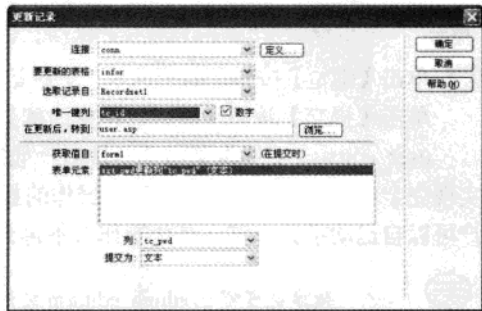 更新记录
连接: conn 定义... 确定
要更新的表格: infor 取消
选取记录自: Recordset1 帮助(H)
唯一键列: tc_id 数字
在更新后，转到: user.asp 浏览...
获取值自: form1 (在提交时)
表单元素:
列: tc_pwd
提交为: 文本